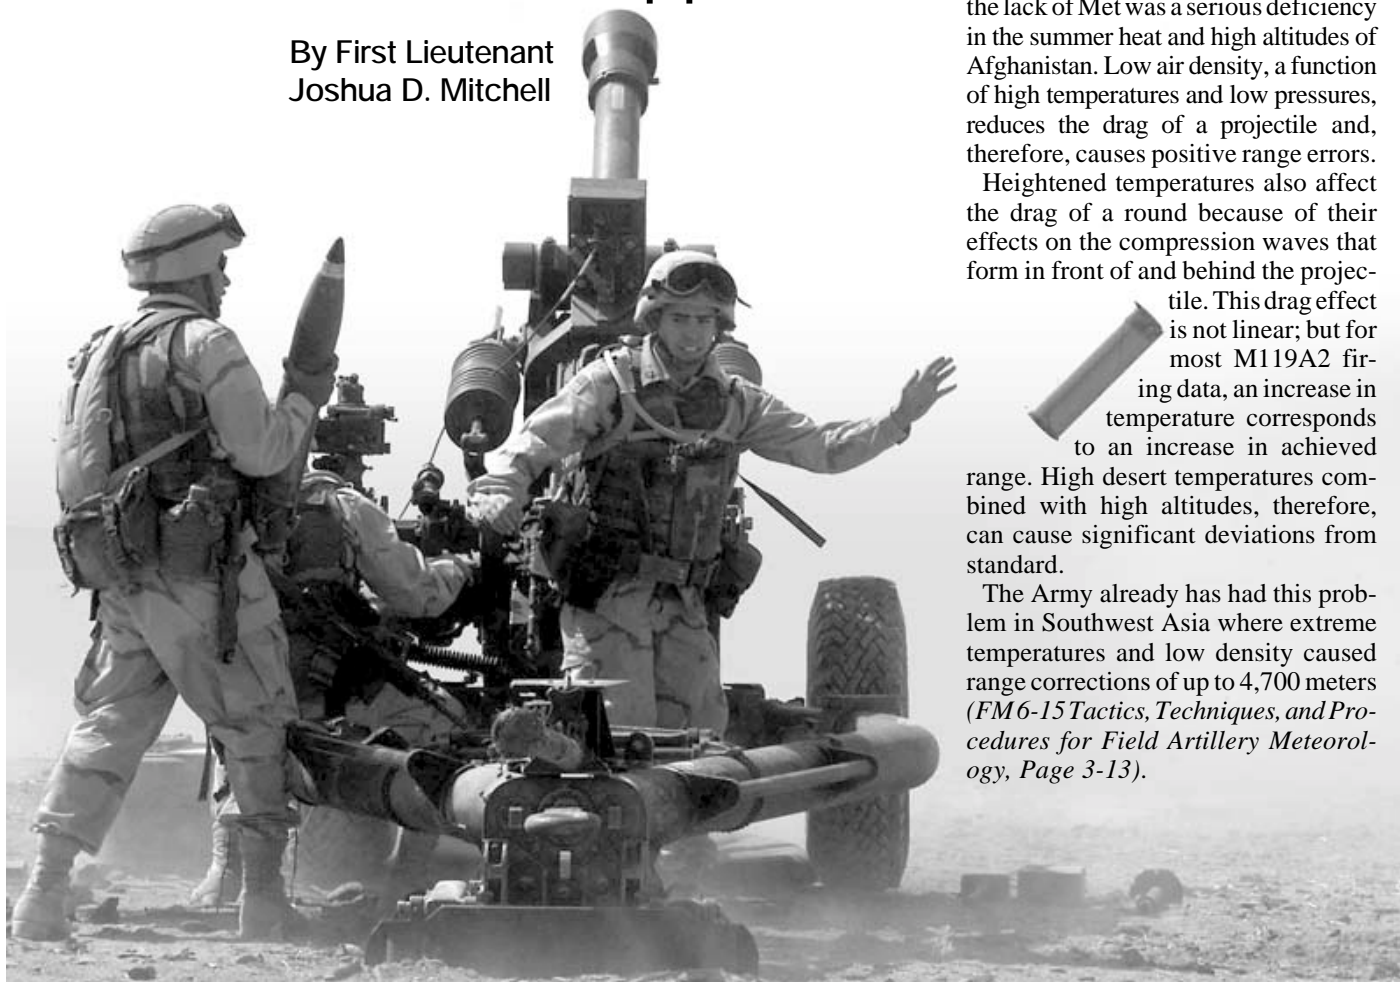 By First Lieutenant
Joshua D. Mitchell
the lack of Met was a serious deficiency
in the summer heat and high altitudes of
Afghanistan. Low air density, a function
of high temperatures and low pressures,
reduces the drag of a projectile and,
therefore, causes positive range errors.
Heightened temperatures also affect
the drag of a round because of their
effects on the compression waves that
form in front of and behind the projec-
tile. This drag effect
is not linear; but for
most M119A2 fir-
ing data, an increase in
temperature corresponds
to an increase in achieved
range. High desert temperatures com-
bined with high altitudes, therefore,
can cause significant deviations from
standard.
The Army already has had this prob-
lem in Southwest Asia where extreme
temperatures and low density caused
range corrections of up to 4,700 meters
(FM 6-15 Tactics, Techniques, and Pro-
cedures for Field Artillery Meteorol-
ogy, Page 3-13).